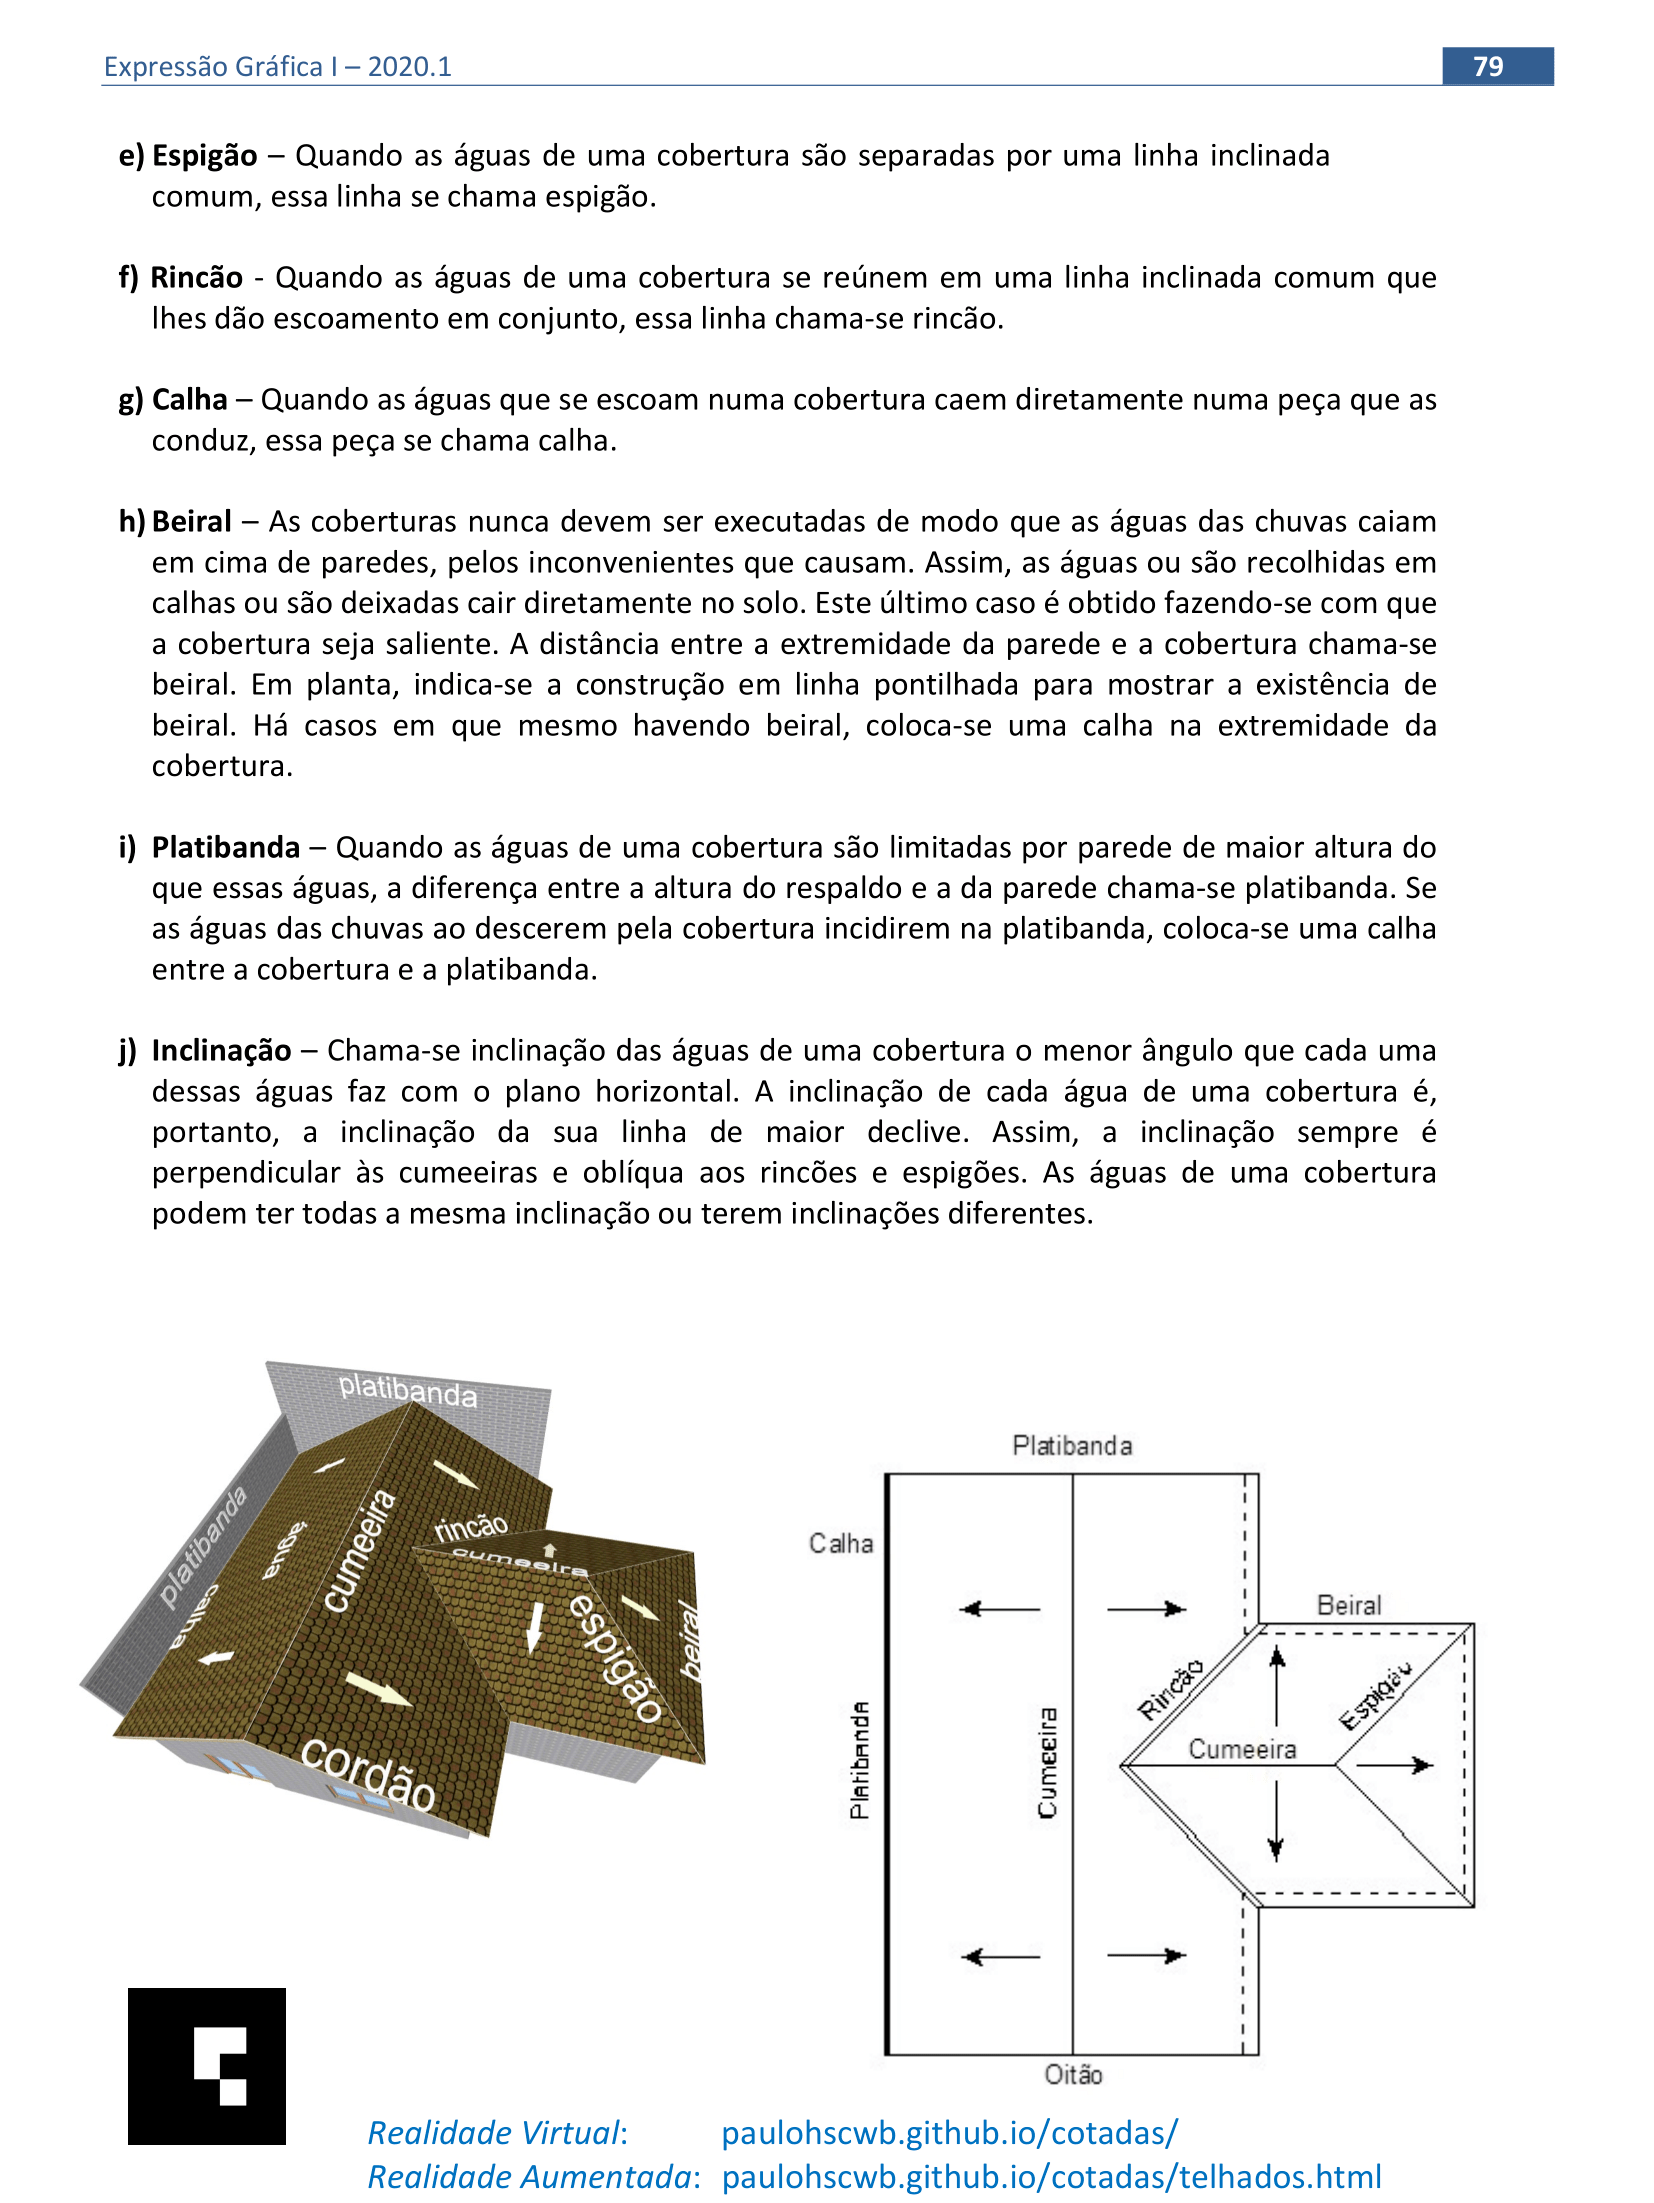 Expressão Gráfica I – 2020.1
79
e) Espigão – Quando as águas de uma cobertura são separadas por uma linha inclinada
comum, essa linha se chama espigão.
f) Rincão - Quando as águas de uma cobertura se reúnem em uma linha inclinada comum que
lhes dão escoamento em conjunto, essa linha chama-se rincão.
g) Calha – Quando as águas que se escoam numa cobertura caem diretamente numa peça que as
conduz, essa peça se chama calha.
h) Beiral – As coberturas nunca devem ser executadas de modo que as águas das chuvas caiam
em cima de paredes, pelos inconvenientes que causam. Assim, as águas ou são recolhidas em
calhas ou são deixadas cair diretamente no solo. Este último caso é obtido fazendo-se com que
a cobertura seja saliente. A distância entre a extremidade da parede e a cobertura chama-se
beiral. Em planta, indica-se a construção em linha pontilhada para mostrar a existência de
beiral. Há casos em que mesmo havendo beiral, coloca-se uma calha na extremidade da
cobertura.
i) Platibanda – Quando as águas de uma cobertura são limitadas por parede de maior altura do
que essas águas, a diferença entre a altura do respaldo e a da parede chama-se platibanda. Se
as águas das chuvas ao descerem pela cobertura incidirem na platibanda, coloca-se uma calha
entre a cobertura e a platibanda.
j) Inclinação – Chama-se inclinação das águas de uma cobertura o menor ângulo que cada uma
dessas águas faz com o plano horizontal. A inclinação de cada água de uma cobertura é,
portanto, a inclinação da sua linha de maior declive. Assim, a inclinação sempre é
perpendicular às cumeeiras e oblíqua aos rincões e espigões. As águas de uma cobertura
podem ter todas a mesma inclinação ou terem inclinações diferentes.
platibanda
platibanda
água
calha
cumeeira
rincão
cumeeira
espigão
beiral
cordão
Platibanda
Calha
Beiral
Rincão
Espigão
Cumeeira
Platibanda
Cumeeira
Oitão
Realidade Virtual: paulohscwb.github.io/cotadas/
Realidade Aumentada: paulohscwb.github.io/cotadas/telhados.html